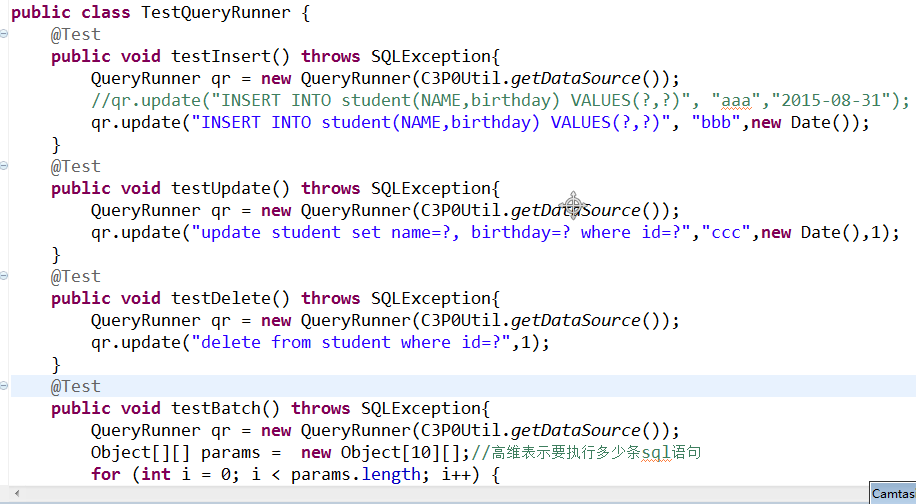 public class TestQueryRunner {
@Test
public void testInsert() throws SQLException{
QueryRunner qr = new QueryRunner(C3P0Util.getDataSource());
//qr.update("INSERT INTO student(NAME,birthday) VALUES(?,?)", "aaa","2015-08-31");
qr.update("INSERT INTO student(NAME,birthday) VALUES(?,?)", "bbb",new Date());
}
@Test
public void testUpdate() throws SQLException{
QueryRunner qr = new QueryRunner(C3P0Util.getDataSource());
qr.update("update student set name=?, birthday=? where id=?","ccc",new Date(),1);
}
@Test
public void testDelete() throws SQLException{
QueryRunner qr = new QueryRunner(C3P0Util.getDataSource());
qr.update("delete from student where id=?",1);
}
@Test
public void testBatch() throws SQLException{
QueryRunner qr = new QueryRunner(C3P0Util.getDataSource());
Object[][] params =  new Object[10][];//高维表示要执行多少条sql语句
for (int i = 0; i < params.length; i++) {
Camtas